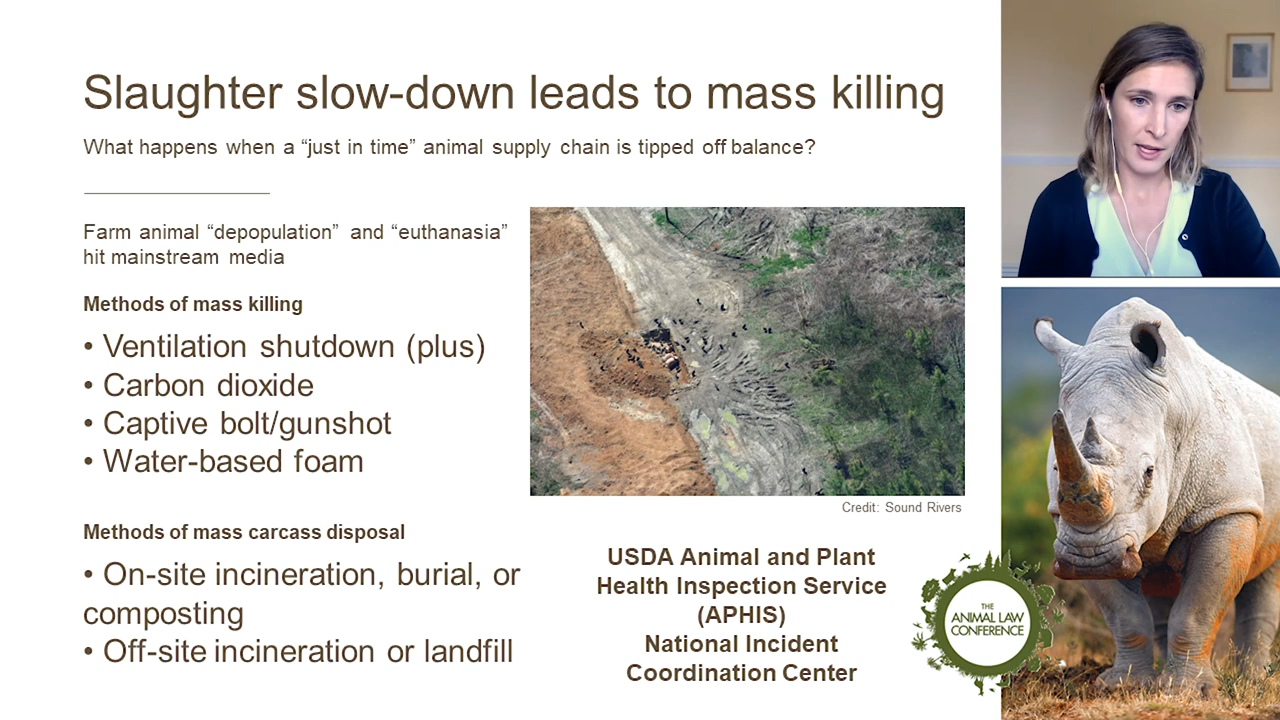 Slaughter slow-down leads to mass killing
What happens when a “just in time” animal supply chain is tipped off balance?
Farm animal “depopulation” and “euthanasia”
hit mainstream media
Methods of mass killing
• Ventilation shutdown (plus)
• Carbon dioxide
• Captive bolt/gunshot
• Water-based foam
Methods of mass carcass disposal
• On-site incineration, burial, or
composting
• Off-site incineration or landfill
Credit: Sound Rivers
USDA Animal and Plant
Health Inspection Service
(APHIS)
National Incident
Coordination Center
THE
ANIMAL LAW
CONFERENCE